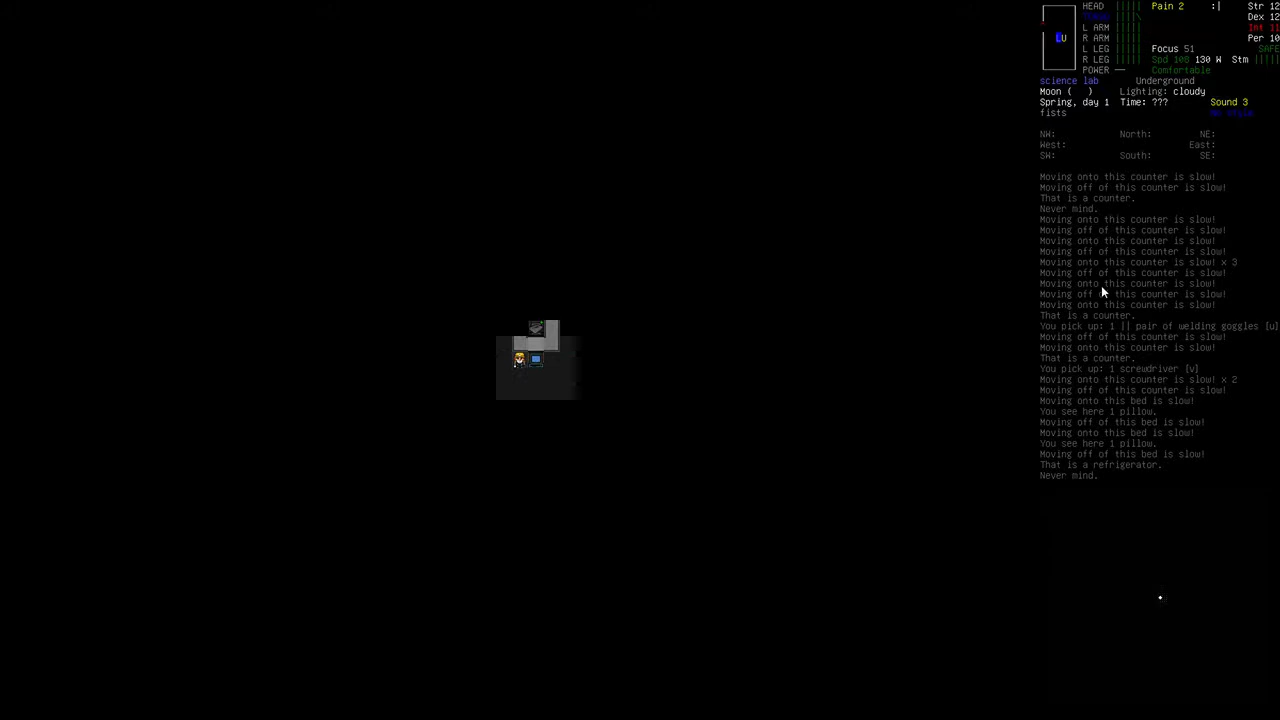 HEAD ||||| Pain 2 :| Str 12
||||\ Dex 12
L ARM ||||| Int 11
R ARM ||||| Per 10
LU
L LEG ||||| Focus 51 SAFE
R LEG ||||| Spd 108 130 W Stm |||||
POWER -- Comfortable
science lab Underground
Moon ( ) Lighting: cloudy
Spring, day 1 Time: ??? Sound 3
fists No style
NW: North: NE:
West: East:
SW: South: SE:
Moving onto this counter is slow!
Moving off of this counter is slow!
That is a counter.
Never mind.
Moving onto this counter is slow!
Moving off of this counter is slow!
Moving onto this counter is slow!
Moving off of this counter is slow!
Moving onto this counter is slow! x 3
Moving off of this counter is slow!
Moving onto this counter is slow!
Moving off of this counter is slow!
Moving onto this counter is slow!
That is a counter.
You pick up: 1 || pair of welding goggles [u]
Moving off of this counter is slow!
Moving onto this counter is slow!
That is a counter.
You pick up: 1 screwdriver [v]
Moving onto this counter is slow! x 2
Moving off of this counter is slow!
Moving onto this bed is slow!
You see here 1 pillow.
Moving off of this bed is slow!
Moving onto this bed is slow!
You see here 1 pillow.
Moving off of this bed is slow!
That is a refrigerator.
Never mind.